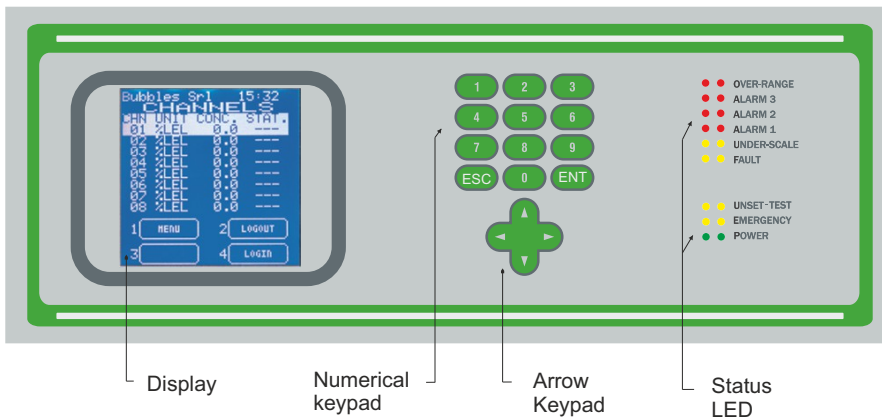 Bubbles Srl 15:32
CHANNELS
CHN UNIT CONC. STAT.
01 %LEL 0.0 ---
02 %LEL 0.0 ---
03 %LEL 0.0 ---
04 %LEL 0.0 ---
05 %LEL 0.0 ---
06 %LEL 0.0 ---
07 %LEL 0.0 ---
08 %LEL 0.0 ---
1 MENU 2 LOGOUT
3 4 LOGIN
1 2 3
4 5 6
7 8 9
ESC 0 ENT
OVER-RANGE
ALARM 3
ALARM 2
ALARM 1
UNDER-SCALE
FAULT
UNSET-TEST
EMERGENCY
POWER
Display
Numerical
keypad
Arrow
Keypad
Status
LED